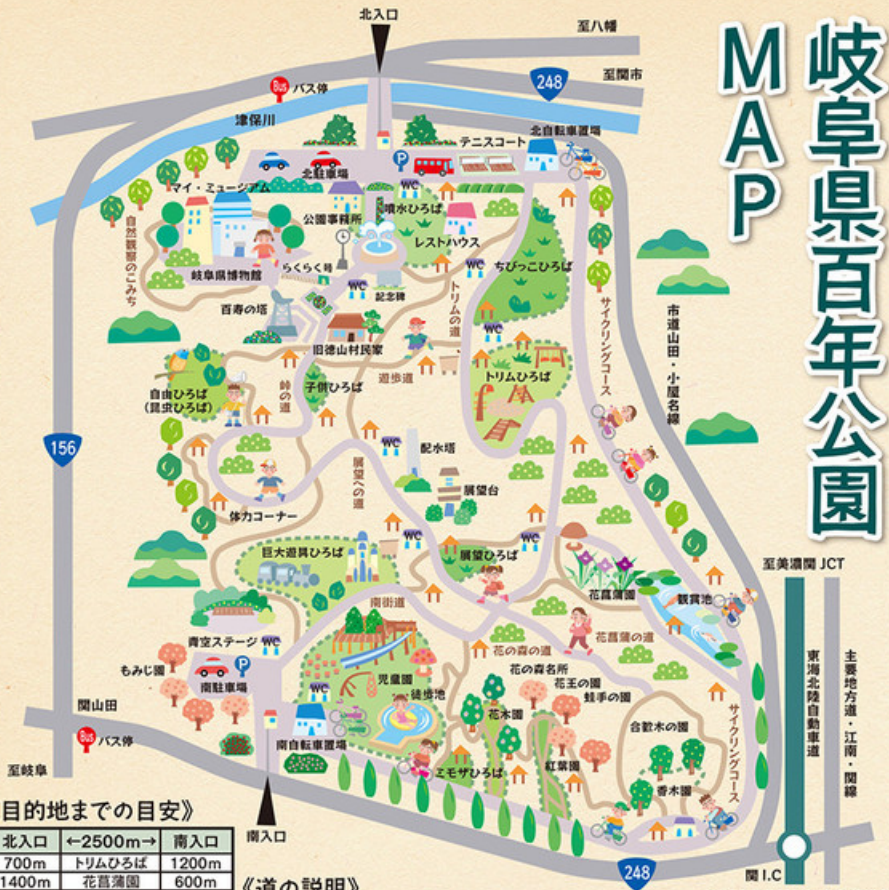 岐阜県百年公園
MAP
北入口
至八幡
至関市
248
Bus
バス停
津保川
テニスコート
北自転車置場
P
北駐車場
マイ・ミュージアム
WC
公園事務所
噴水ひろば
レストハウス
自然観察のこみち
岐阜県博物館
らくらく号
WC
記念碑
WC
ちびっこひろば
トリムの道
サイクリングコース
市道山田・小屋名線
百寿の塔
旧徳山村民家
WC
トリムひろば
自由ひろば
(昆虫ひろば)
峠の道
子供ひろば
遊歩道
156
WC
配水塔
展望への道
展望台
体力コーナー
巨大遊具ひろば
WC
展望ひろば
WC
花菖蒲園
観賞池
至美濃関JCT
南街道
青空ステージ
WC
花の森の道
花菖蒲の道
もみじ園
P
南駐車場
児童園
徒歩池
花の森名所
花王の園
蛙手の園
東海北陸自動車道
主要地方道・江南・関線
関山田
WC
花木園
合歓木の園
サイクリングコース
Bus
バス停
南自転車置場
ミモザひろば
紅葉園
香木園
至岐阜
南入口
248
関I.C
目的地までの目安》
北入口 ←2500m→ 南入口
700m トリムひろば 1200m
1400m 花菖蒲園 600m
《道の説明》